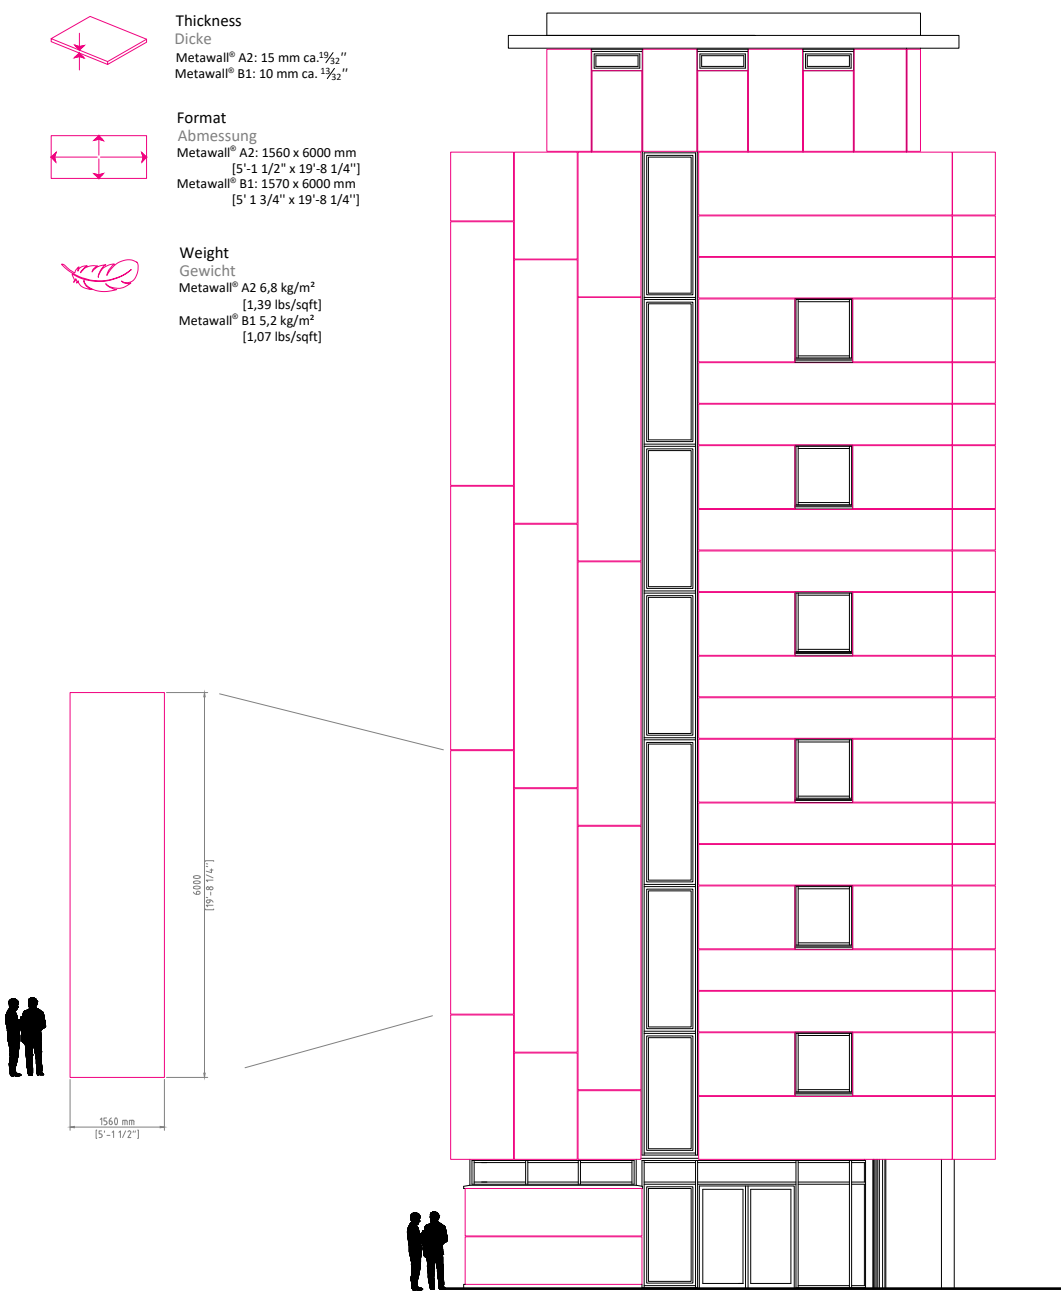 Thickness
Dicke
Metawall® A2: 15 mm ca.19⁄32''
Metawall® B1: 10 mm ca. 13⁄32''
Format
Abmessung
Metawall® A2: 1560 x 6000 mm
[5'-1 1/2" x 19'-8 1/4'']
Metawall® B1: 1570 x 6000 mm
[5' 1 3/4'' x 19'-8 1/4'']
Weight
Gewicht
Metawall® A2 6,8 kg/m²
[1,39 lbs/sqft]
Metawall® B1 5,2 kg/m²
[1,07 lbs/sqft]
6000
[19'-8 1/4"]
1560 mm
[5'-1 1/2"]